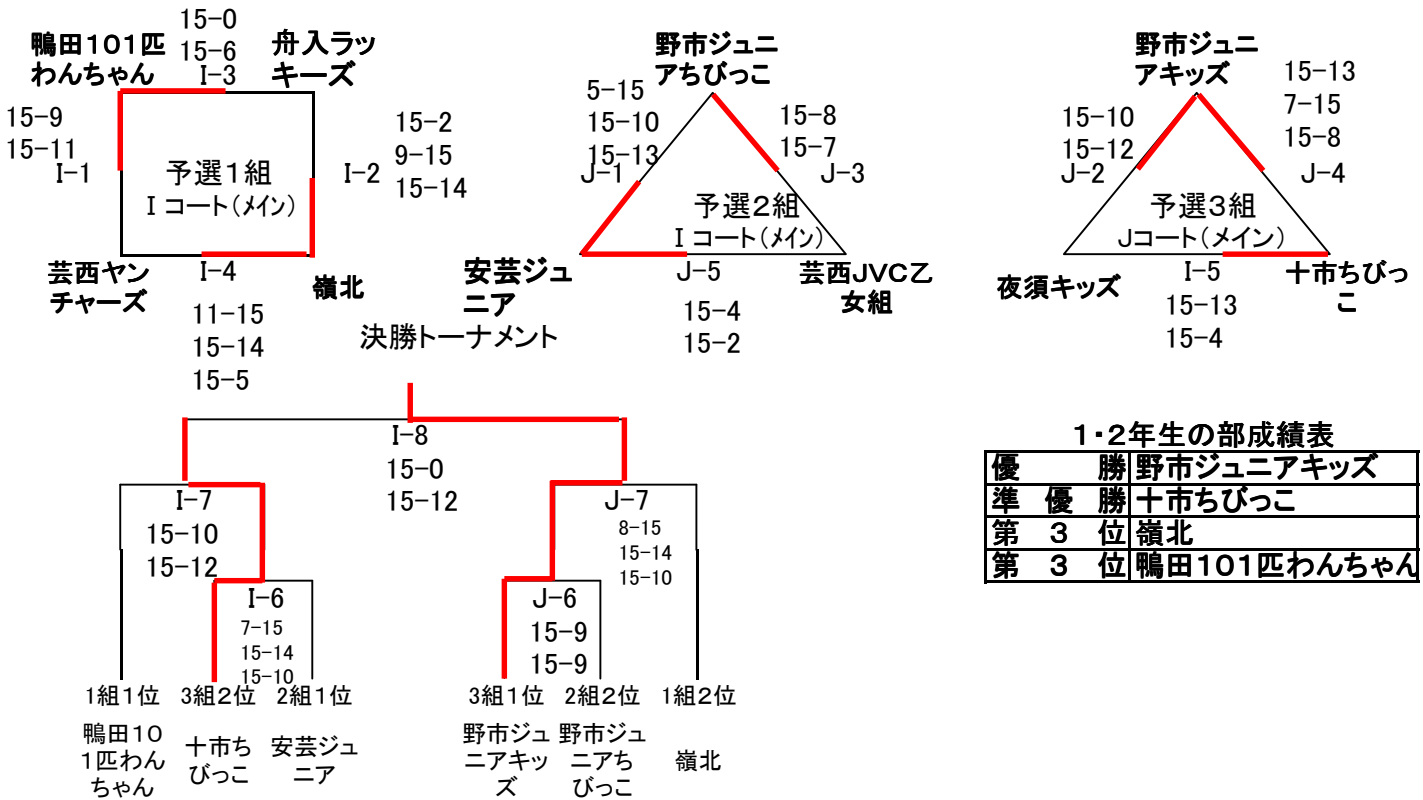 鴨田101匹
わんちゃん
15-0
15-6
I-3
舟入ラッ
キーズ
15-9
15-11
I-1
予選1組
I コート(メイン)
I-2
15-2
9-15
15-14
芸西ヤン
チャーズ
I-4
嶺北
11-15
15-14
15-5
野市ジュニ
アちびっこ
5-15
15-10
15-13
J-1
15-8
15-7
J-3
予選2組
I コート(メイン)
安芸ジュ
ニア
J-5
芸西JVC乙
女組
15-4
15-2
野市ジュニ
アキッズ
15-10
15-12
J-2
15-13
7-15
15-8
J-4
予選3組
Jコート(メイン)
夜須キッズ
I-5
十市ちびっ
こ
15-13
15-4
決勝トーナメント
I-8
15-0
15-12
I-7
15-10
15-12
J-7
8-15
15-14
15-10
I-6
7-15
15-14
15-10
J-6
15-9
15-9
1組1位 3組2位 2組1位 3組1位 2組2位 1組2位
鴨田10
1匹わん
ちゃん
十市ち
びっこ
安芸ジュ
ニア
野市ジュ
ニアキッ
ズ
野市ジュ
ニアち
びっこ
嶺北
1・2年生の部成績表
優 勝 野市ジュニアキッズ
準 優 勝 十市ちびっこ
第 3 位 嶺北
第 3 位 鴨田101匹わんちゃん